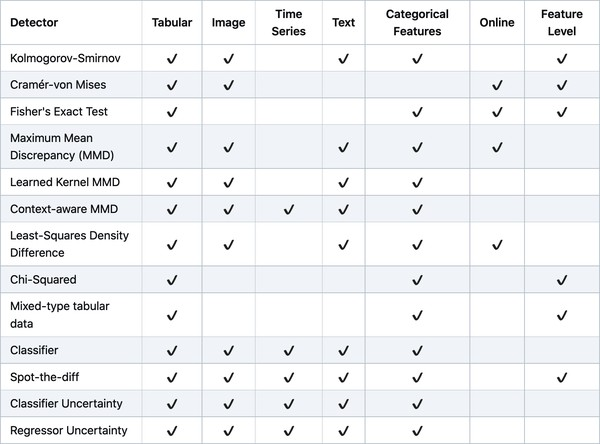 Detector Tabular Image Time Series Text Categorical Features Online Feature Level
Kolmogorov-Smirnov ✔ ✔ ✔ ✔ ✔
Cramér-von Mises ✔ ✔ ✔ ✔
Fisher's Exact Test ✔ ✔ ✔ ✔
Maximum Mean Discrepancy (MMD) ✔ ✔ ✔ ✔ ✔
Learned Kernel MMD ✔ ✔ ✔ ✔
Context-aware MMD ✔ ✔ ✔ ✔ ✔
Least-Squares Density Difference ✔ ✔ ✔ ✔ ✔
Chi-Squared ✔ ✔ ✔
Mixed-type tabular data ✔ ✔ ✔
Classifier ✔ ✔ ✔ ✔ ✔
Spot-the-diff ✔ ✔ ✔ ✔ ✔ ✔
Classifier Uncertainty ✔ ✔ ✔ ✔ ✔
Regressor Uncertainty ✔ ✔ ✔ ✔ ✔